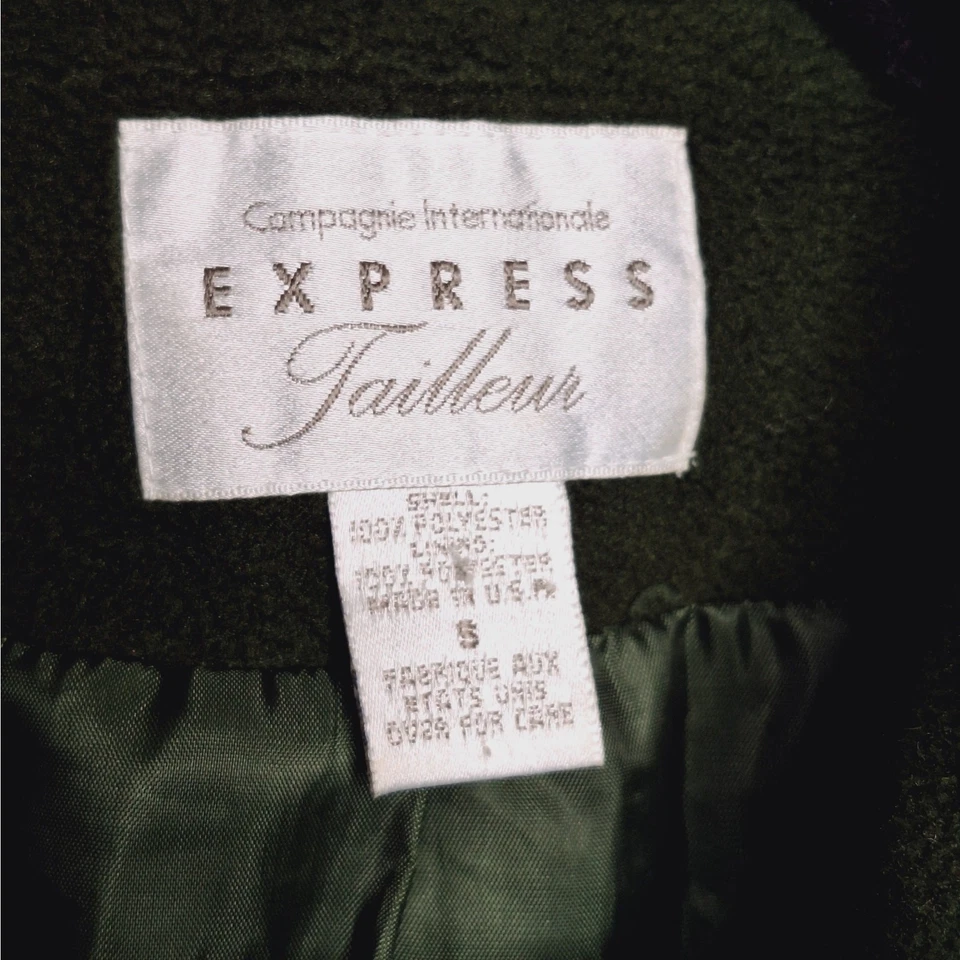 Compagnie Internationale
EXPRESS
Tailleur
SHELL:
100% POLYESTER
LINING:
100% POLYESTER
MADE IN U.S.A.
S
FABRIQUE AUX
ETATS UNIS
OVER FOR CARE